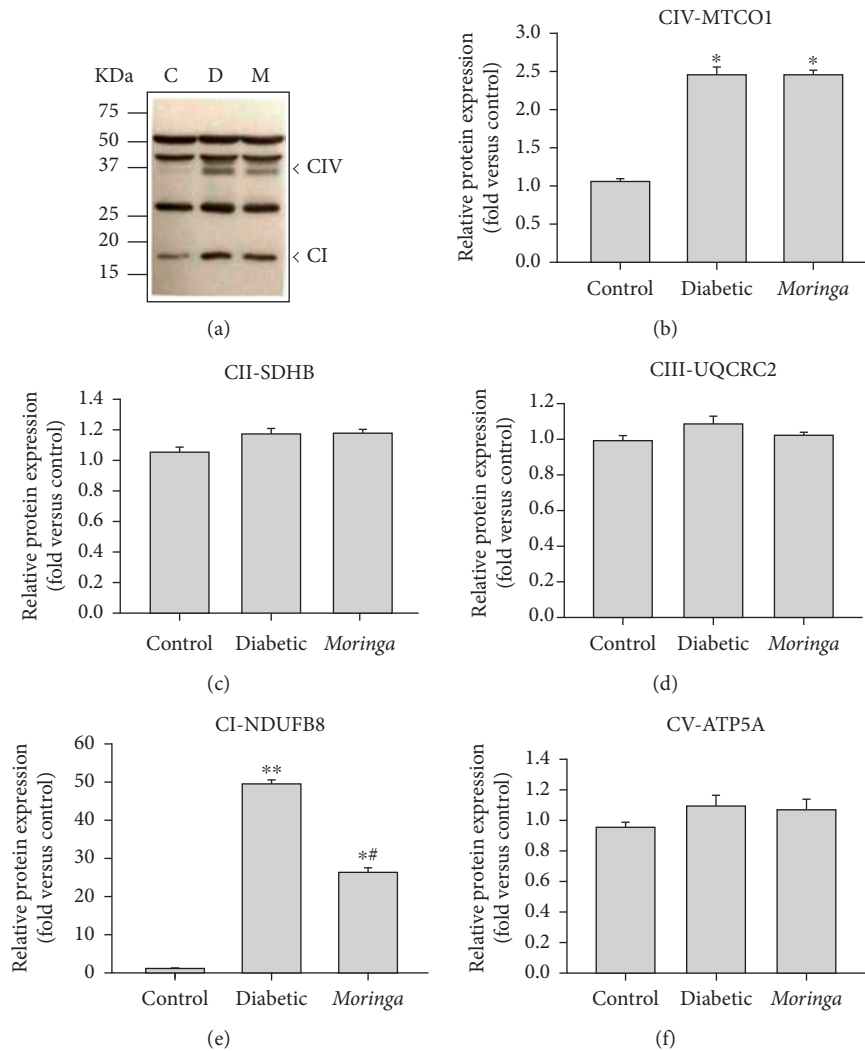 KDa C D M
75
50
37
25
20
15
< CIV
< CI
(a)
CIV-MTCO1
Relative protein expression
(fold versus control)
3.0
2.5
2.0
1.5
1.0
0.5
0.0
*
*
Control Diabetic Moringa
(b)
CII-SDHB
Relative protein expression
(fold versus control)
1.4
1.2
1.0
0.8
0.6
0.4
0.2
0.0
Control Diabetic Moringa
(c)
CIII-UQCRC2
Relative protein expression
(fold versus control)
1.2
1.0
0.8
0.6
0.4
0.2
0.0
Control Diabetic Moringa
(d)
CI-NDUFB8
Relative protein expression
(fold versus control)
60
50
40
30
20
10
0
**
*#
Control Diabetic Moringa
(e)
CV-ATP5A
Relative protein expression
(fold versus control)
1.4
1.2
1.0
0.8
0.6
0.4
0.2
0.0
Control Diabetic Moringa
(f)